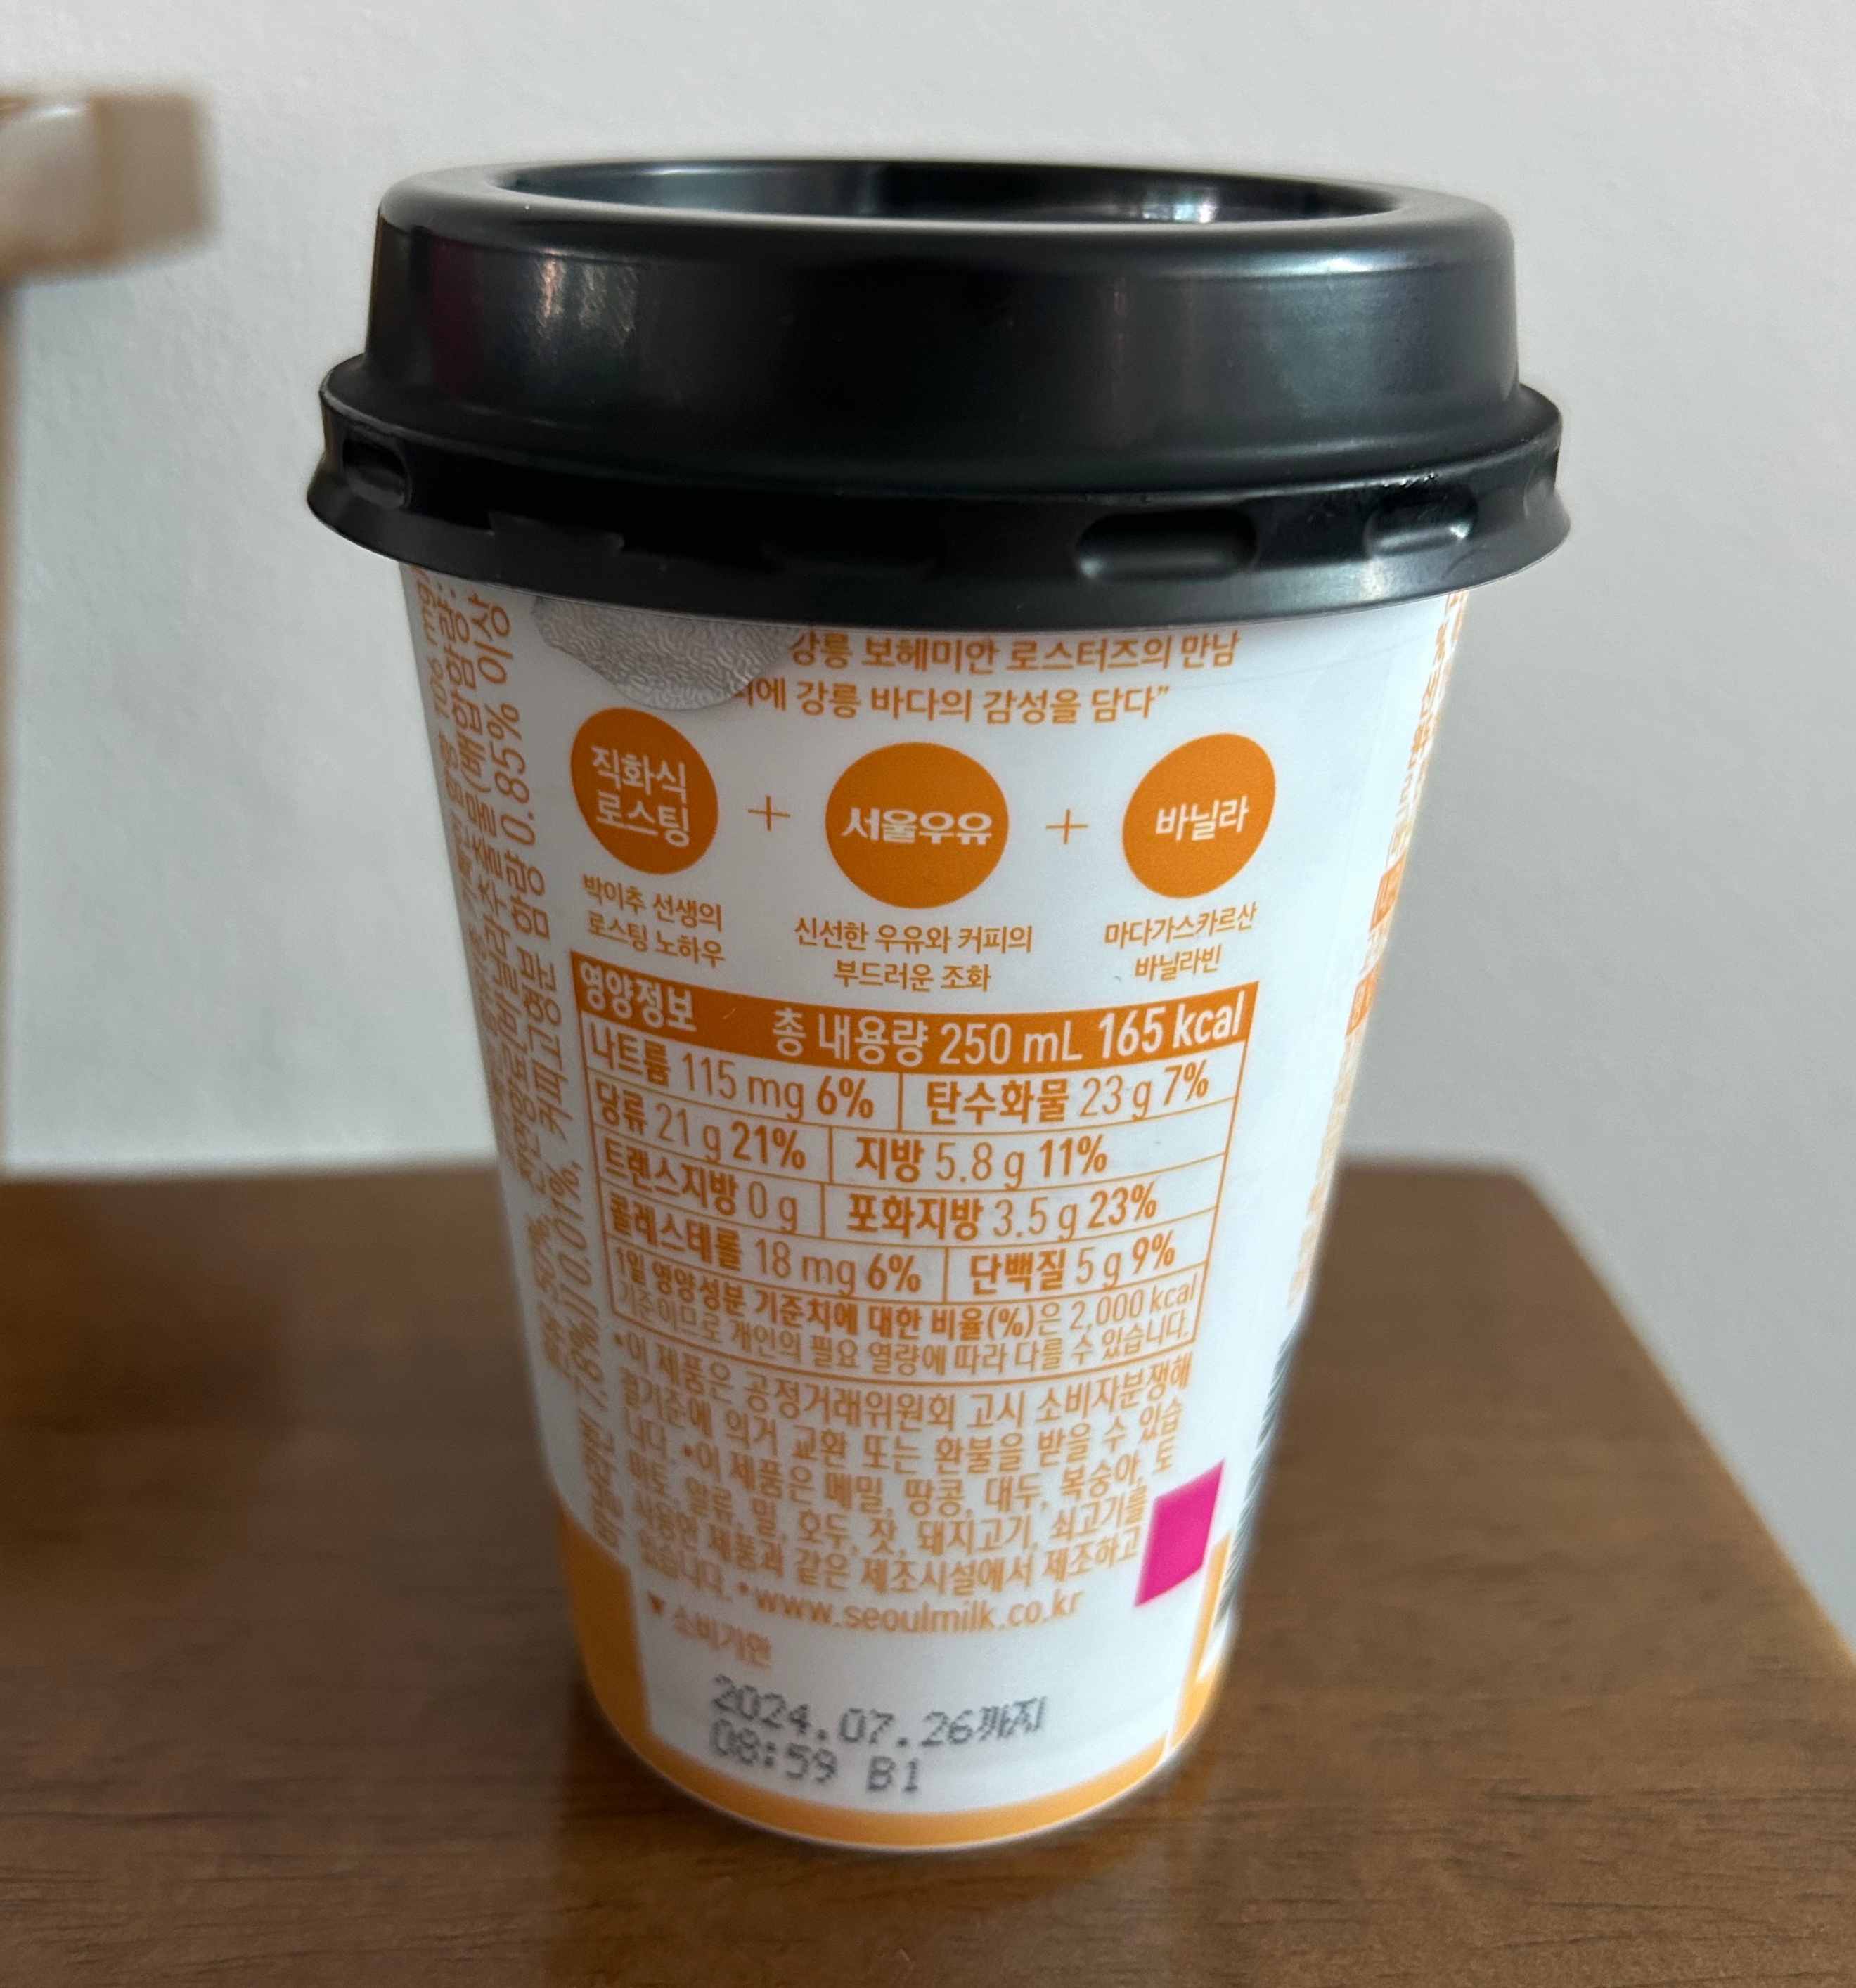 강릉 보헤미안 로스터즈의 만남
에 강릉 바다의 감성을 담다”
직화식
로스팅
+
서울우유
+
바닐라
박이추 선생의
로스팅 노하우
신선한 우유와 커피의
부드러운 조화
마다가스카르산
바닐라빈
영양정보 총 내용량 250 mL 165 kcal
나트륨 115 mg 6% 탄수화물 23 g 7%
당류 21 g 21% 지방 5.8 g 11%
트랜스지방 0 g 포화지방 3.5 g 23%
콜레스테롤 18 mg 6% 단백질 5 g 9%
1일 영양성분 기준치에 대한 비율(%)은 2,000 kcal
기준이므로 개인의 필요 열량에 따라 다를 수 있습니다.
•이 제품은 공정거래위원회 고시 소비자분쟁해
결기준에 의거 교환 또는 환불을 받을 수 있습
니다. •이 제품은 메밀, 땅콩, 대두, 복숭아, 토
마토, 알류, 밀, 호두, 잣, 돼지고기, 쇠고기를
사용한 제품과 같은 제조시설에서 제조하고
있습니다. •www.seoulmilk.co.kr
▼소비기한
2024.07.26까지
08:59 B1
커피고형분 함량 0.85% 이상